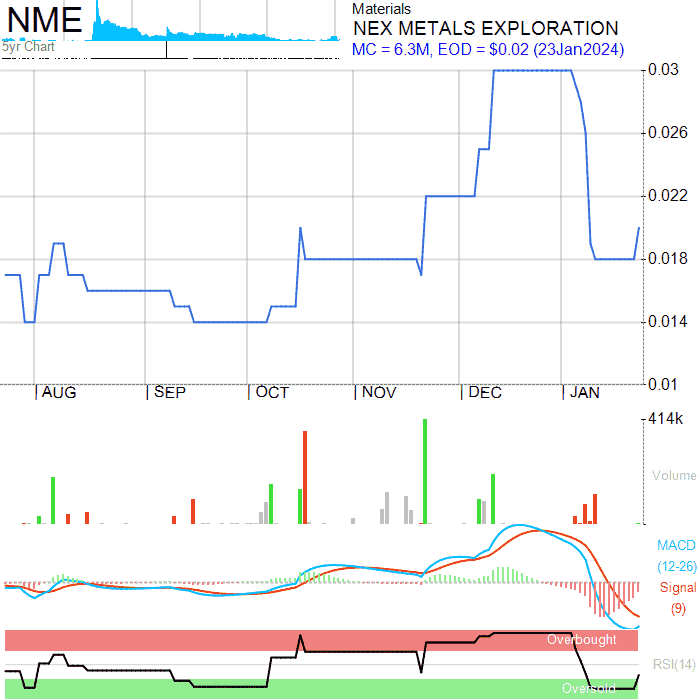 NME
Materials
NEX METALS EXPLORATION
MC = 6.3M, EOD = $0.02 (23Jan2024)
5yr Chart
0.03
0.026
0.022
0.018
0.014
0.01
AUG SEP OCT NOV DEC JAN
414k
Volume
MACD
(12-26)
Signal
(9)
Overbought
RSI(14)
Oversold